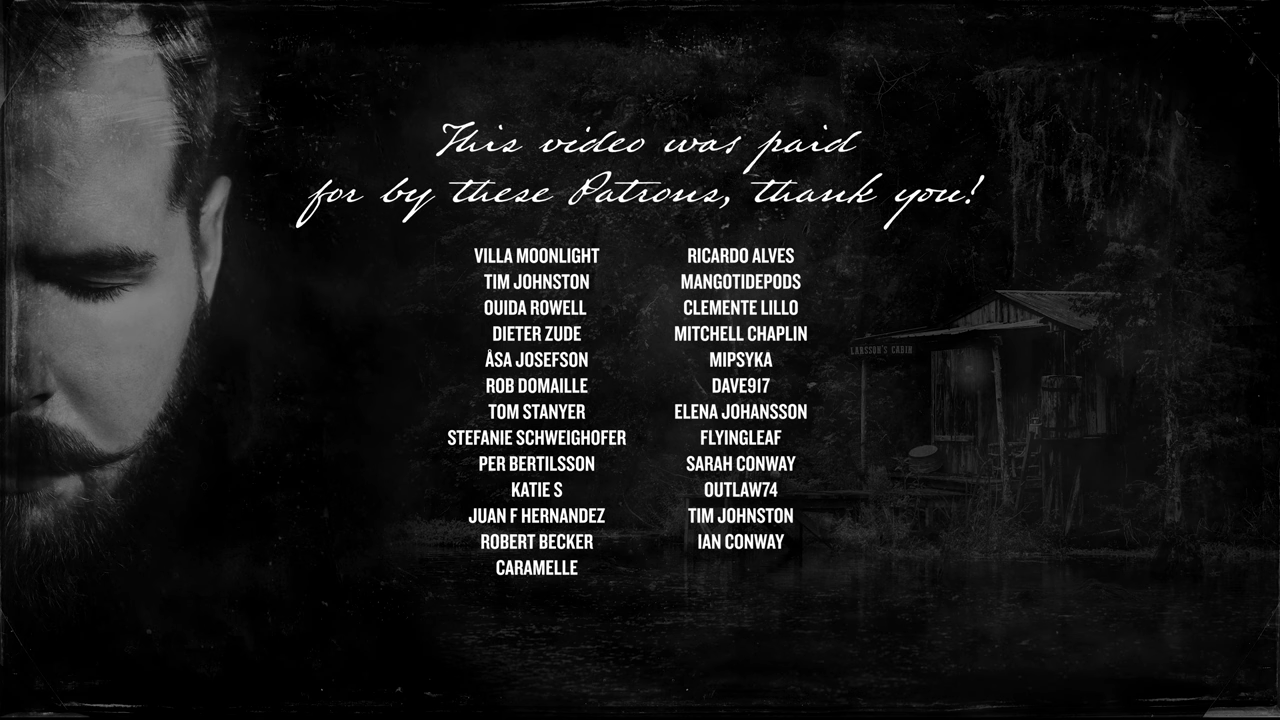 This video was paid
for by these Patrons, thank you!
VILLA MOONLIGHT
TIM JOHNSTON
OUIDA ROWELL
DIETER ZUDE
ÅSA JOSEFSON
ROB DOMAILLE
TOM STANYER
STEFANIE SCHWEIGHOFER
PER BERTILSSON
KATIE S
JUAN F HERNANDEZ
ROBERT BECKER
CARAMELLE
RICARDO ALVES
MANGOTIDEPODS
CLEMENTE LILLO
MITCHELL CHAPLIN
MIPSYKA
DAVE917
ELENA JOHANSSON
FLYINGLEAF
SARAH CONWAY
OUTLAW74
TIM JOHNSTON
IAN CONWAY
LARSSON'S CABIN